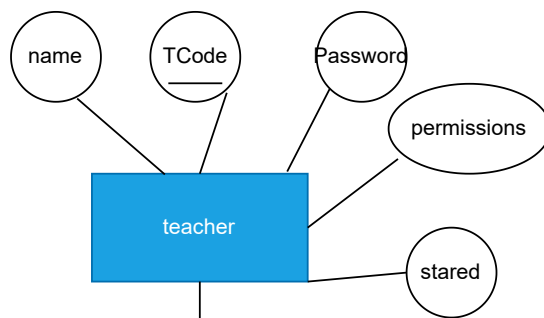 name
TCode
Password
permissions
teacher
stared